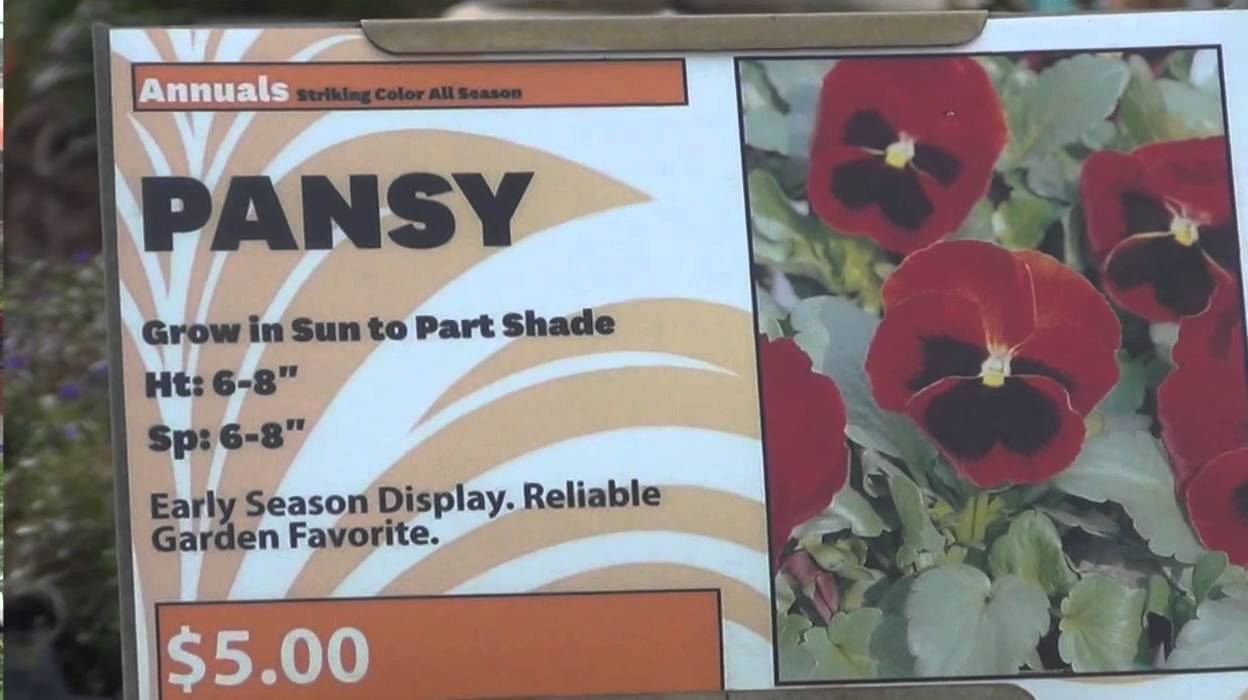 Annuals Striking Color All Season
PANSY
Grow in Sun to Part Shade
Ht: 6-8"
Sp: 6-8"
Early Season Display. Reliable
Garden Favorite.
$5.00